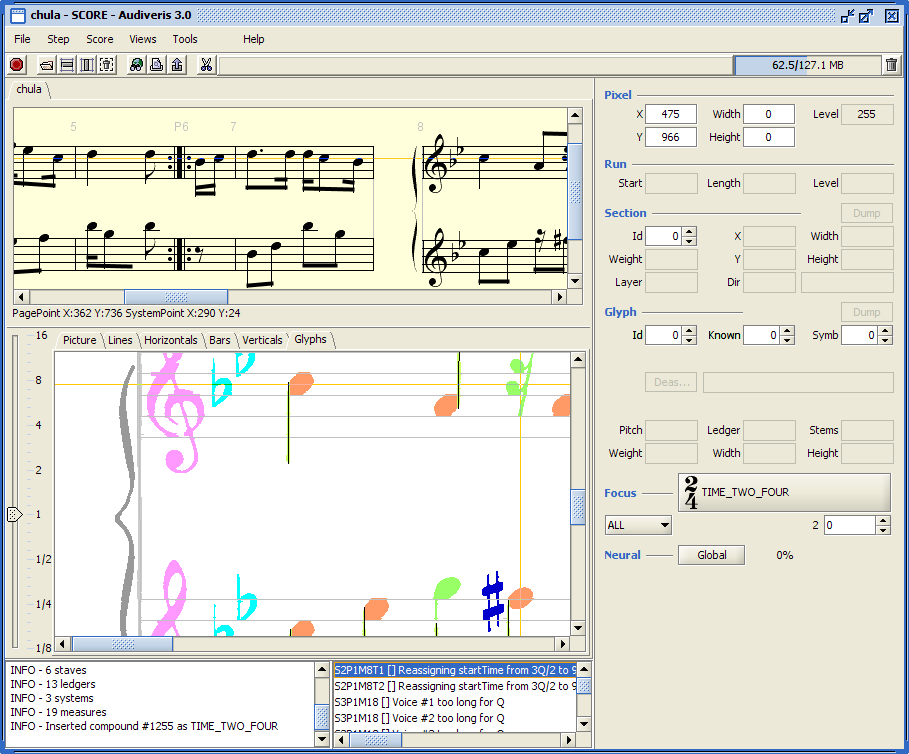 chula - SCORE - Audiveris 3.0
File Step Score Views Tools Help
62.5/127.1 MB
chula
5 P6 7 8
PagePoint X:362 Y:736 SystemPoint X:290 Y:24
16
8
4
2
1
1/2
1/4
1/8
Picture Lines Horizontals Bars Verticals Glyphs
INFO - 6 staves
INFO - 13 ledgers
INFO - 3 systems
INFO - 19 measures
INFO - Inserted compound #1255 as TIME_TWO_FOUR
S2P1M8T1 [] Reassigning startTime from 3Q/2 to 9
S2P1M8T2 [] Reassigning startTime from 3Q/2 to 9
S3P1M18 [] Voice #1 too long for Q
S3P1M18 [] Voice #2 too long for Q
Pixel
X 475 Width 0 Level 255
Y 966 Height 0
Run
Start Length Level
Section Dump
Id 0 X Width
Weight Y Height
Layer Dir
Glyph Dump
Id 0 Known 0 Symb 0
Deas...
Pitch Ledger Stems
Weight Width Height
Focus 2 4 TIME_TWO_FOUR
ALL 2 0
Neural Global 0%